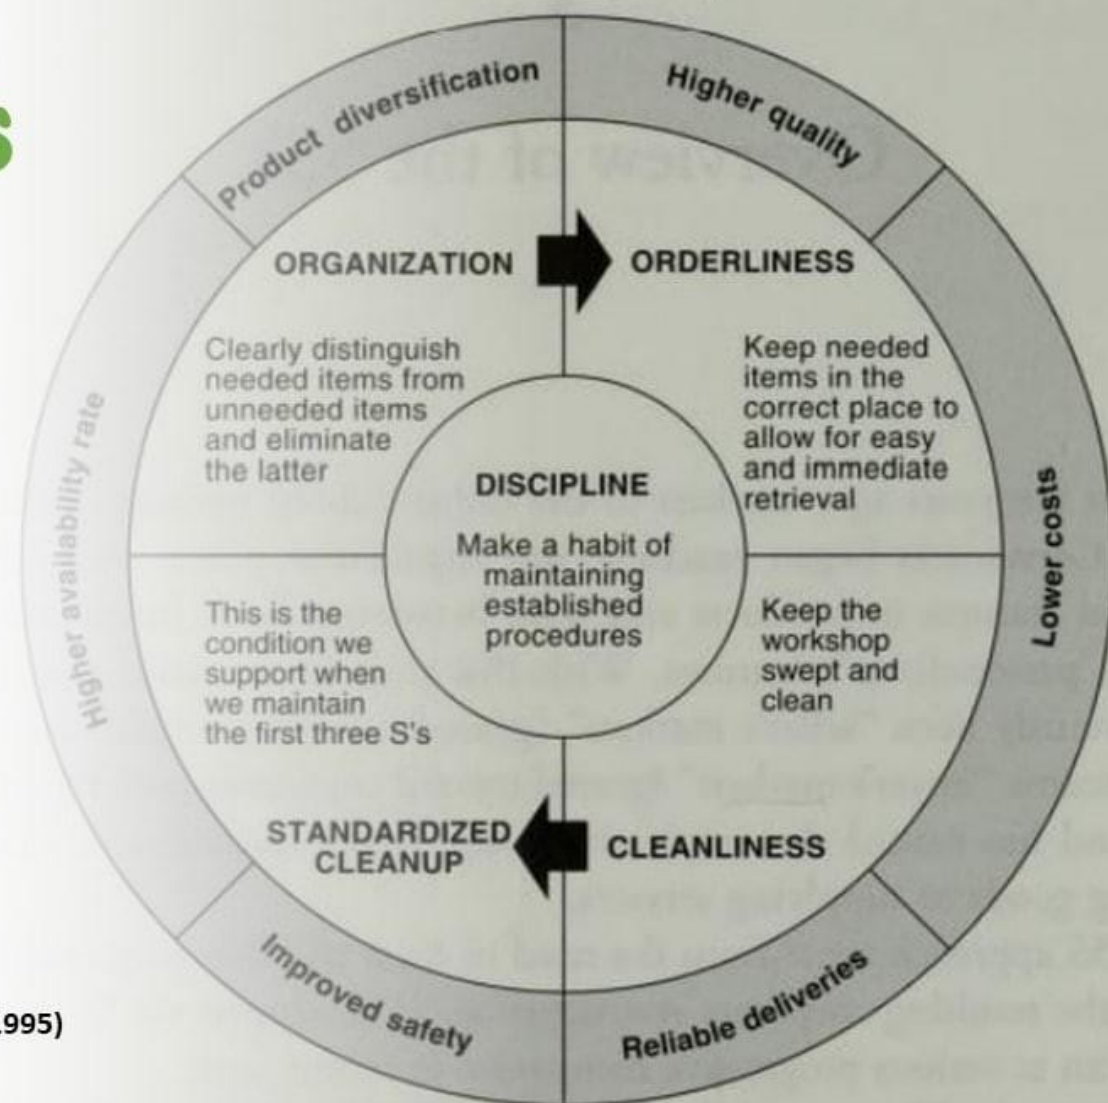 S
Product diversification
Higher quality
Higher availability rate
Lower costs
Improved safety
Reliable deliveries
ORGANIZATION
Clearly distinguish
needed items from
unneeded items
and eliminate
the latter
ORDERLINESS
Keep needed
items in the
correct place to
allow for easy
and immediate
retrieval
DISCIPLINE
Make a habit of
maintaining
established
procedures
This is the
condition we
support when
we maintain
the first three S's
STANDARDIZED
CLEANUP
Keep the
workshop
swept and
clean
CLEANLINESS
1995)